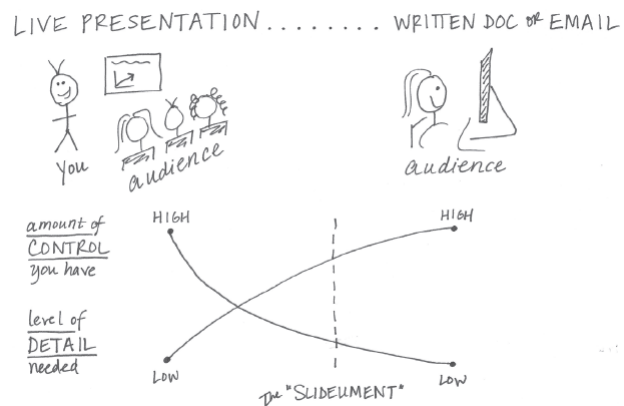 LIVE PRESENTATION........ WRITTEN DOC or EMAIL
you
audience
audience
amount of
CONTROL
you have
HIGH
HIGH
level of
DETAIL
needed
LOW
LOW
The "SLIDEUMENT"